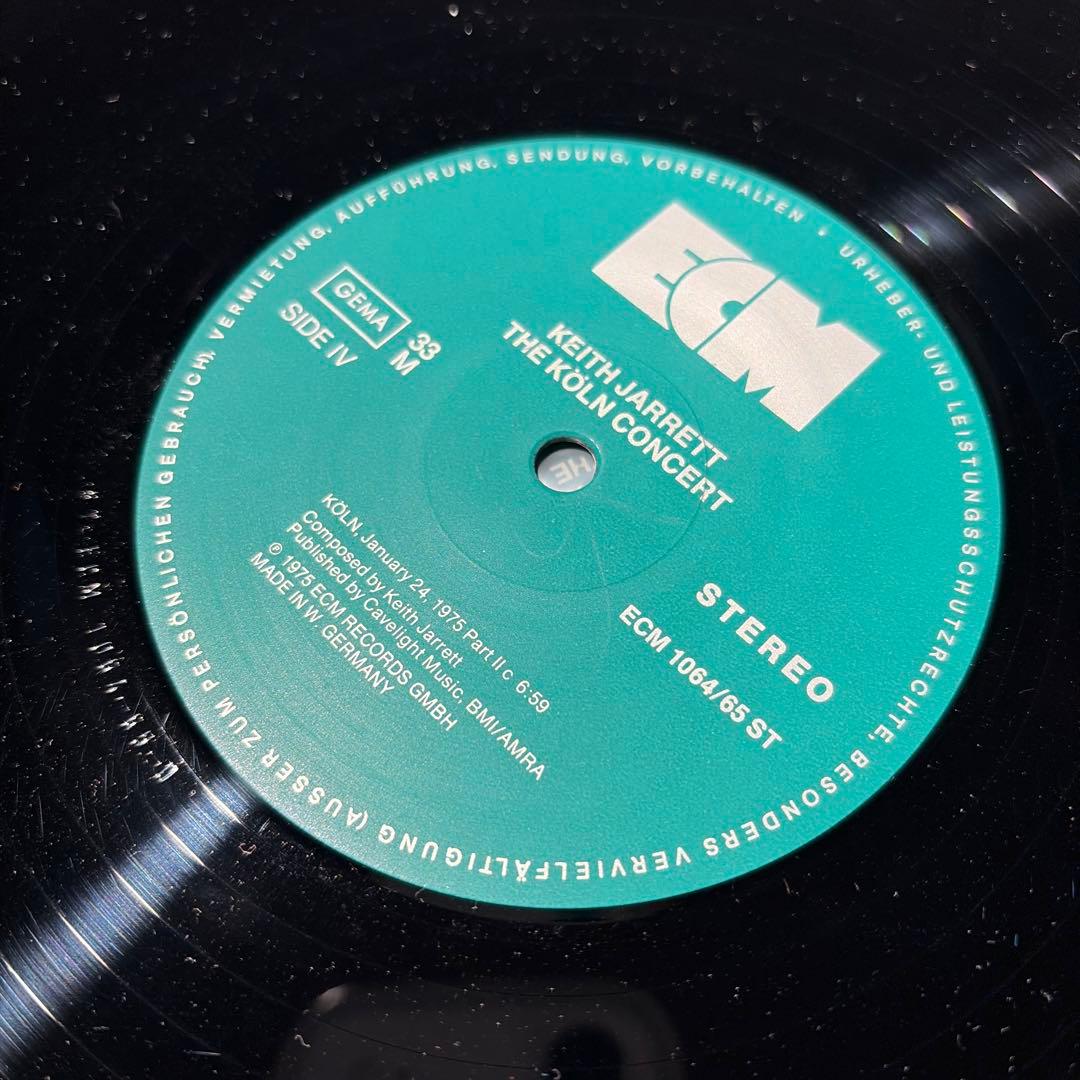 ECM
KEITH JARRETT
THE KÖLN CONCERT
GEMA
33
M
SIDE IV
STEREO
ECM 1064/65 ST
KÖLN, January 24, 1975 Part II c 6:59
Composed by Keith Jarrett
Published by Cavelight Music, BMI/AMRA
℗ 1975 ECM RECORDS GMBH
MADE IN W. GERMANY
URHEBER- UND LEISTUNGSSCHUTZRECHTE, BESONDERS VERVIELFÄLTIGUNG (AUSSER ZUM PERSÖNLICHEN GEBRAUCH), VERMIETUNG, AUFFÜHRUNG, SENDUNG, VORBEHALTEN •
HE